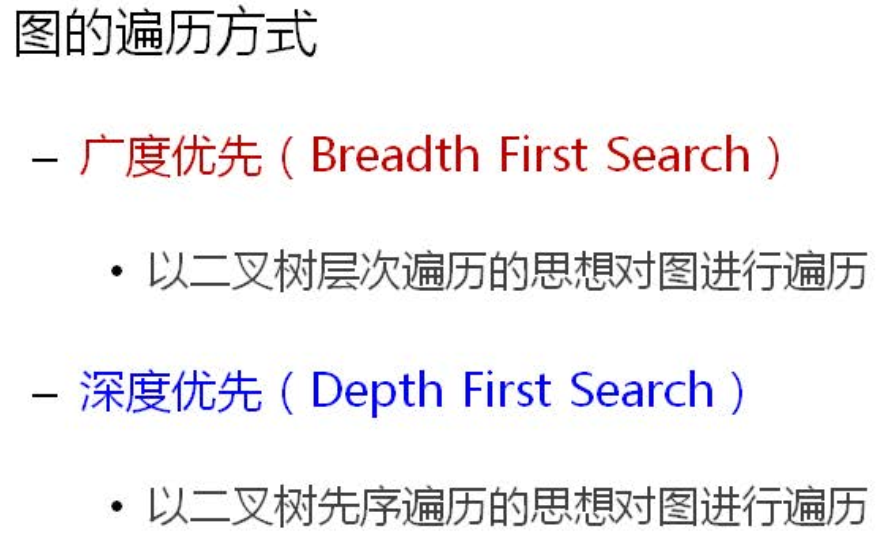 图的遍历方式
– 广度优先（Breadth First Search）
• 以二叉树层次遍历的思想对图进行遍历
– 深度优先（Depth First Search）
• 以二叉树先序遍历的思想对图进行遍历